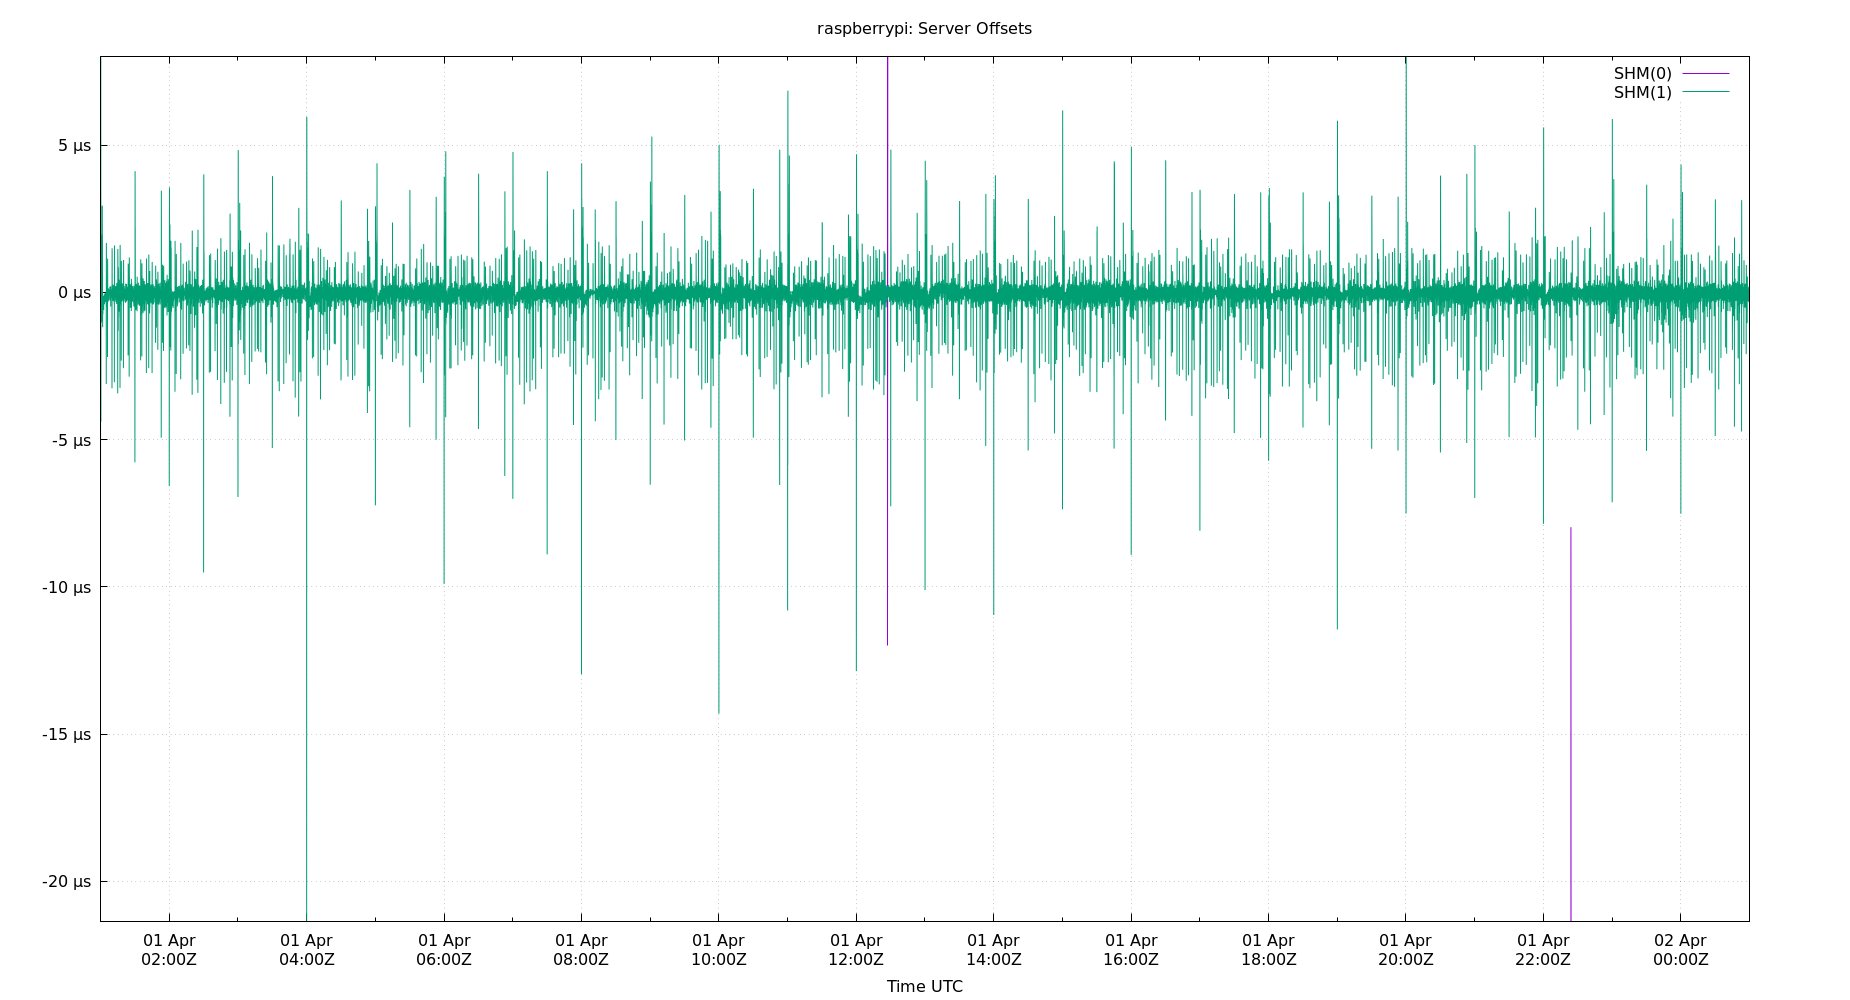 raspberrypi: Server Offsets
SHM(0)
SHM(1)
5 µs
0 µs
-5 µs
-10 µs
-15 µs
-20 µs
01 Apr 01 Apr 01 Apr 01 Apr 01 Apr 01 Apr 01 Apr 01 Apr 01 Apr 01 Apr 01 Apr 02 Apr
02:00Z 04:00Z 06:00Z 08:00Z 10:00Z 12:00Z 14:00Z 16:00Z 18:00Z 20:00Z 22:00Z 00:00Z
Time UTC